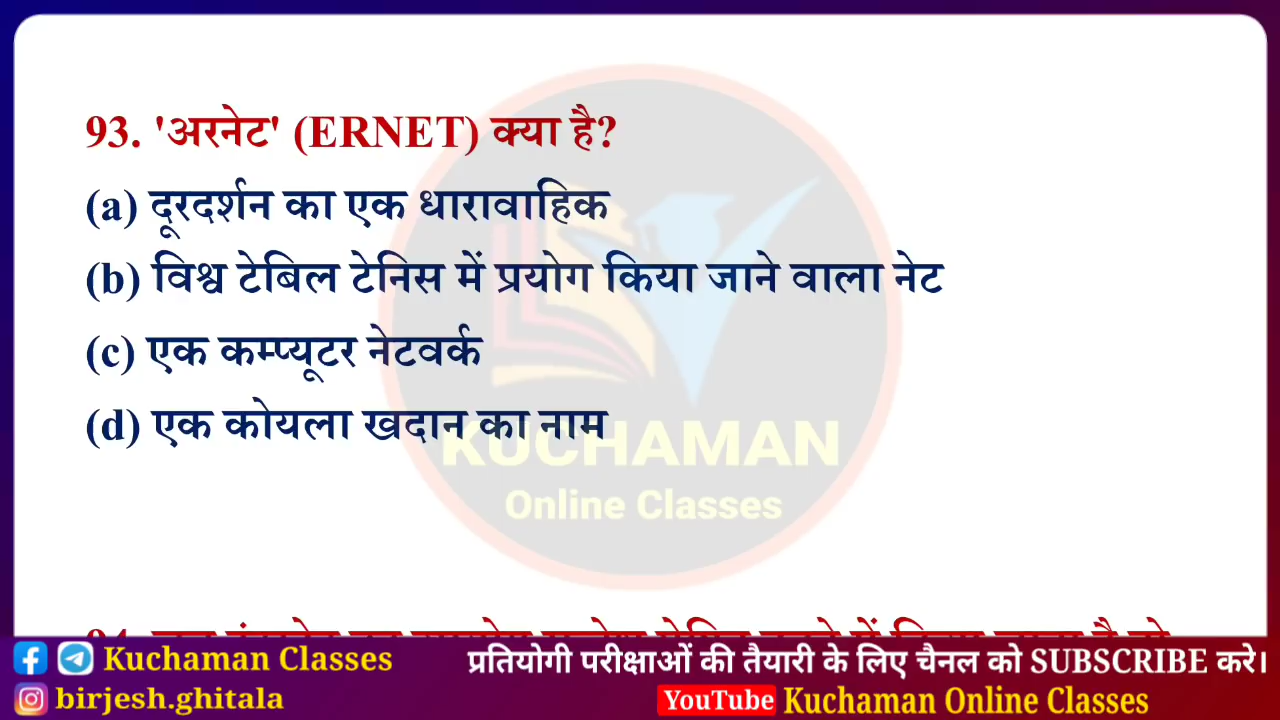 93. 'अरनेट' (ERNET) क्या है?
(a) दूरदर्शन का एक धारावाहिक
(b) विश्व टेबिल टेनिस में प्रयोग किया जाने वाला नेट
(c) एक कम्प्यूटर नेटवर्क
(d) एक कोयला खदान का नाम
KUCHAMAN
Online Classes
Kuchaman Classes
प्रतियोगी परीक्षाओं की तैयारी के लिए चैनल को SUBSCRIBE करे।
birjesh.ghitala
YouTube Kuchaman Online Classes